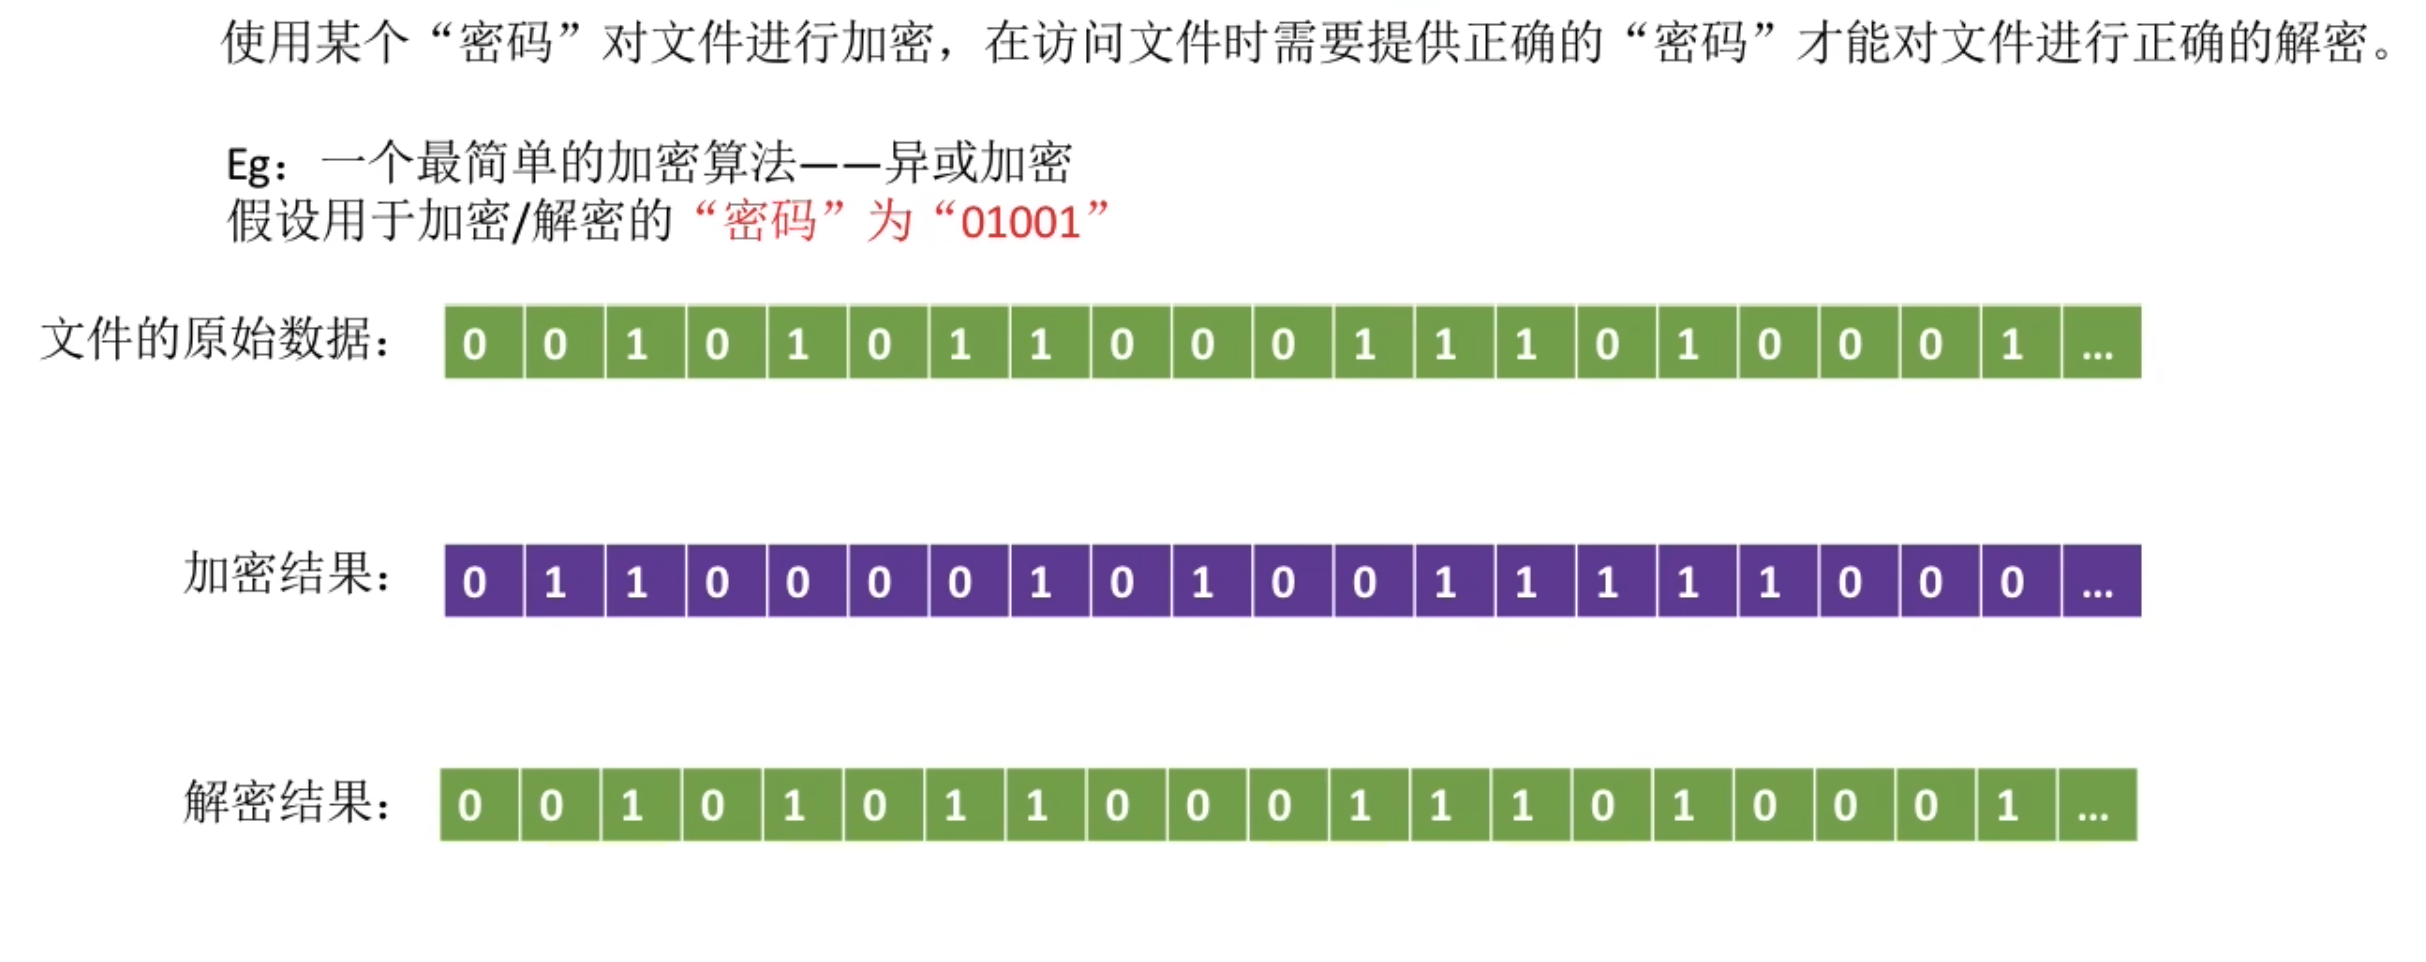 使用某个“密码”对文件进行加密，在访问文件时需要提供正确的“密码”才能对文件进行正确的解密。
Eg：一个最简单的加密算法——异或加密
假设用于加密/解密的“密码”为“01001”
文件的原始数据： 0 0 1 0 1 0 1 1 0 0 0 1 1 1 0 1 0 0 0 1 ...
加密结果： 0 1 1 0 0 0 0 1 0 1 0 0 1 1 1 1 1 0 0 0 ...
解密结果： 0 0 1 0 1 0 1 1 0 0 0 1 1 1 0 1 0 0 0 1 ...